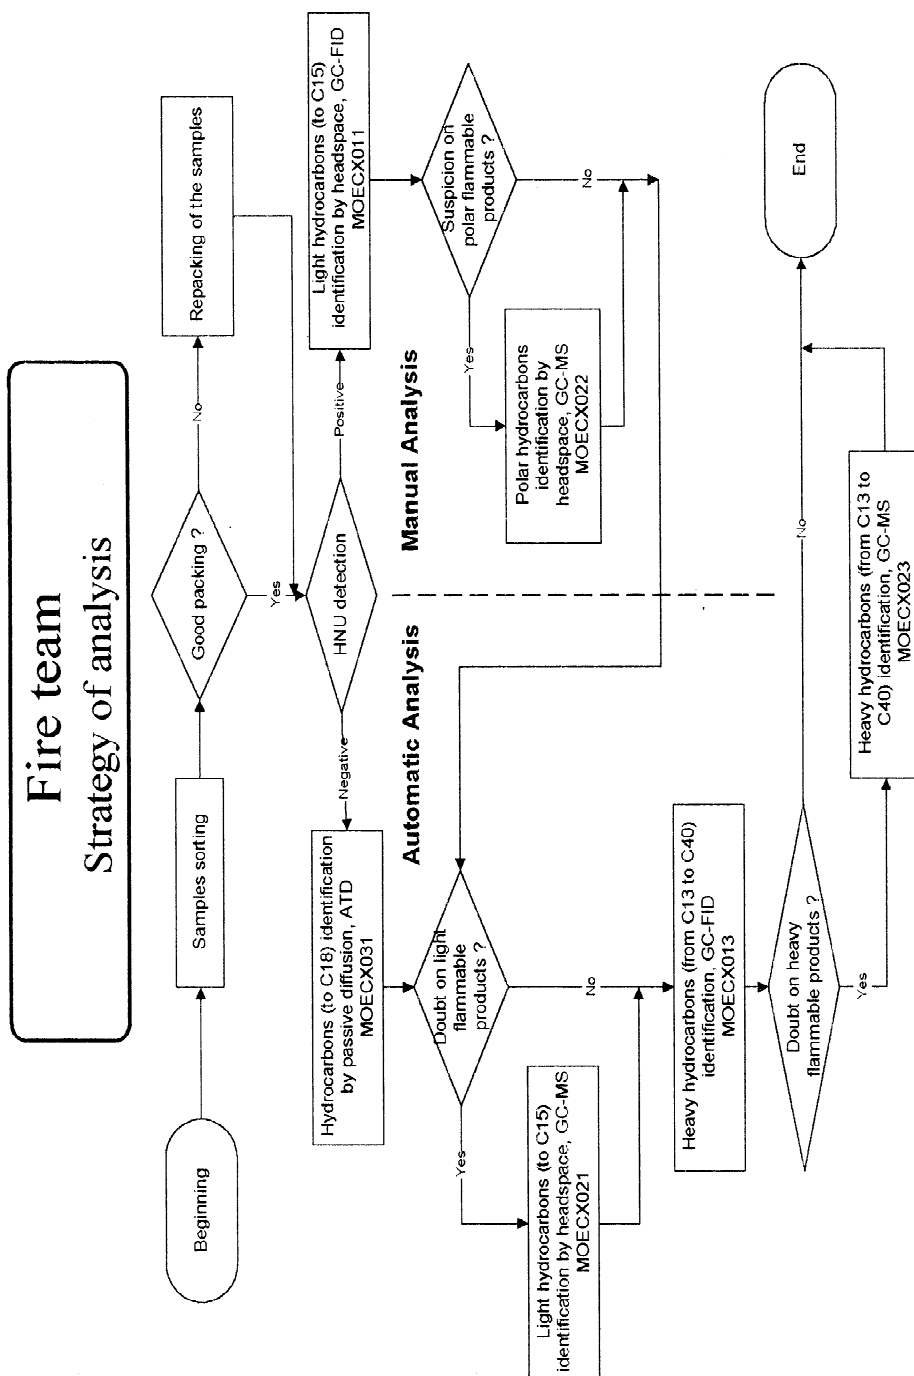 Fire team
Strategy of analysis
Beginning
Samples sorting
Good packing ?
No
Repacking of the samples
Yes
HNU detection
Negative
Positive
Hydrocarbons (to C18) identification
by passive diffusion, ATD
MOECX031
Light hydrocarbons (to C15)
identification by headspace, GC-FID
MOECX011
Automatic Analysis
Manual Analysis
Doubt on light
flammable
products ?
Suspicion on
polar flammable
products ?
Yes
No
Yes
No
Light hydrocarbons (to C15)
identification by headspace, GC-MS
MOECX021
Polar hydrocarbons
identification by
headspace, GC-MS
MOECX022
Heavy hydrocarbons (from C13 to C40)
identification, GC-FID
MOECX013
Doubt on heavy
flammable products ?
No
End
Yes
Heavy hydrocarbons (from C13 to
C40) identification, GC-MS
MOECX023